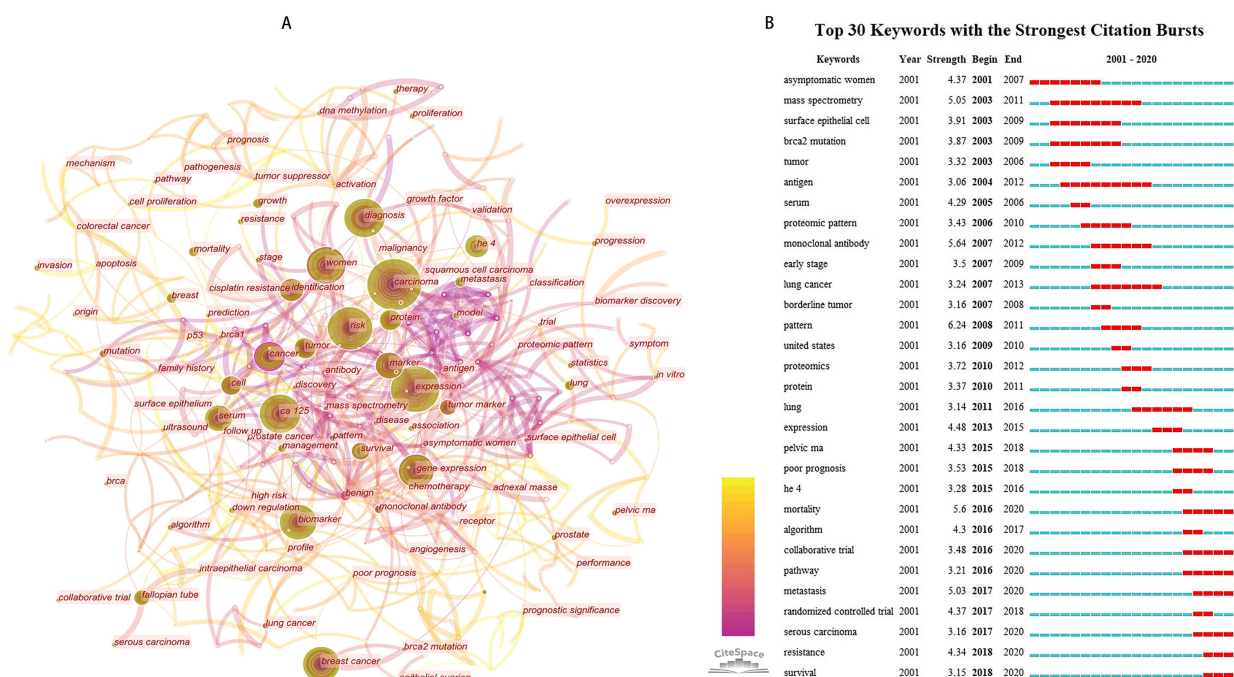 A
therapy
dna methylation
proliferation
prognosis
mechanism
pathogenesis
pathway
tumor suppressor
activation
cell proliferation
growth
growth factor
overexpression
colorectal cancer
resistance
diagnosis
validation
mortality
malignancy
he 4
progression
invasion
apoptosis
stage
women
squamous cell carcinoma
carcinoma
metastasis
classification
cisplatin resistance
identification
breast
biomarker discovery
origin
prediction
risk
protein
model
trial
p53
brca1
proteomic pattern
symptom
mutation
cancer
tumor
family history
marker
antigen
statistics
antibody
in vitro
cell
discovery
expression
lung
surface epithelium
serum
ca 125
mass spectrometry
tumor marker
ultrasound
follow up
disease
association
prostate cancer
pattern
management
asymptomatic women
surface epithelial cell
survival
gene expression
brca
high risk
benign
chemotherapy
adnexal masse
down regulation
monoclonal antibody
pelvic ma
algorithm
biomarker
receptor
prostate
profile
angiogenesis
performance
intraepithelial carcinoma
poor prognosis
collaborative trial
fallopian tube
prognostic significance
lung cancer
serous carcinoma
brca2 mutation
breast cancer
CiteSpace
B
Top 30 Keywords with the Strongest Citation Bursts
Keywords Year Strength Begin End 2001 - 2020
asymptomatic women 2001 4.37 2001 2007
mass spectrometry 2001 5.05 2003 2011
surface epithelial cell 2001 3.91 2003 2009
brca2 mutation 2001 3.87 2003 2009
tumor 2001 3.32 2003 2006
antigen 2001 3.06 2004 2012
serum 2001 4.29 2005 2006
proteomic pattern 2001 3.43 2006 2010
monoclonal antibody 2001 5.64 2007 2012
early stage 2001 3.5 2007 2009
lung cancer 2001 3.24 2007 2013
borderline tumor 2001 3.16 2007 2008
pattern 2001 6.24 2008 2011
united states 2001 3.16 2009 2010
proteomics 2001 3.72 2010 2012
protein 2001 3.37 2010 2011
lung 2001 3.14 2011 2016
expression 2001 4.48 2013 2015
pelvic ma 2001 4.33 2015 2018
poor prognosis 2001 3.53 2015 2018
he 4 2001 3.28 2015 2016
mortality 2001 5.6 2016 2020
algorithm 2001 4.3 2016 2017
collaborative trial 2001 3.48 2016 2020
pathway 2001 3.21 2016 2020
metastasis 2001 5.03 2017 2020
randomized controlled trial 2001 4.37 2017 2018
serous carcinoma 2001 3.16 2017 2020
resistance 2001 4.34 2018 2020
survival 2001 3.15 2018 2020